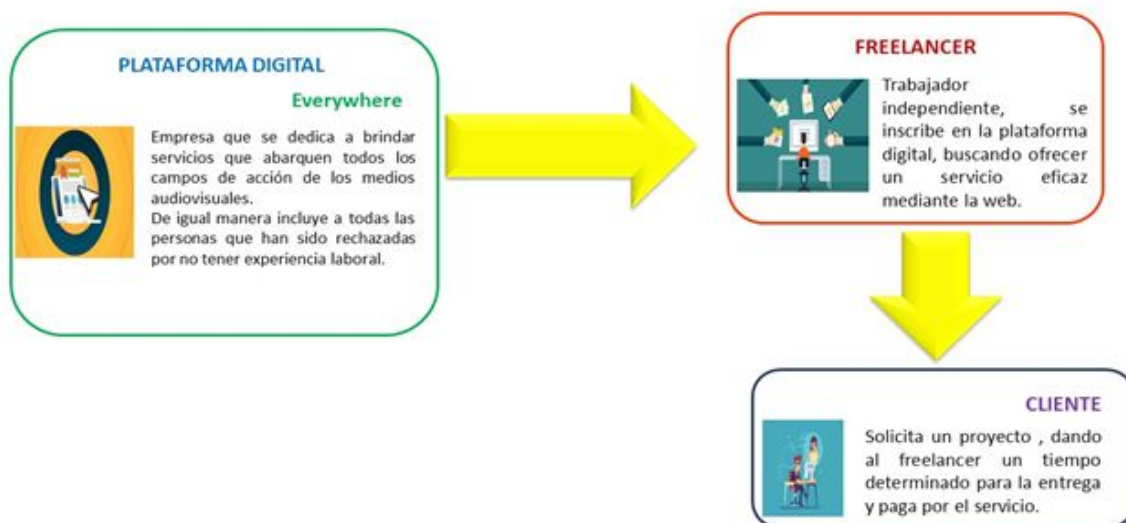 PLATAFORMA DIGITAL
Everywhere
Empresa que se dedica a brindar
servicios que abarquen todos los
campos de acción de los medios
audiovisuales.
De igual manera incluye a todas las
personas que han sido rechazadas
por no tener experiencia laboral.
FREELANCER
Trabajador
independiente, se
inscribe en la plataforma
digital, buscando ofrecer
un servicio eficaz
mediante la web.
CLIENTE
Solicita un proyecto , dando
al freelancer un tiempo
determinado para la entrega
y paga por el servicio.